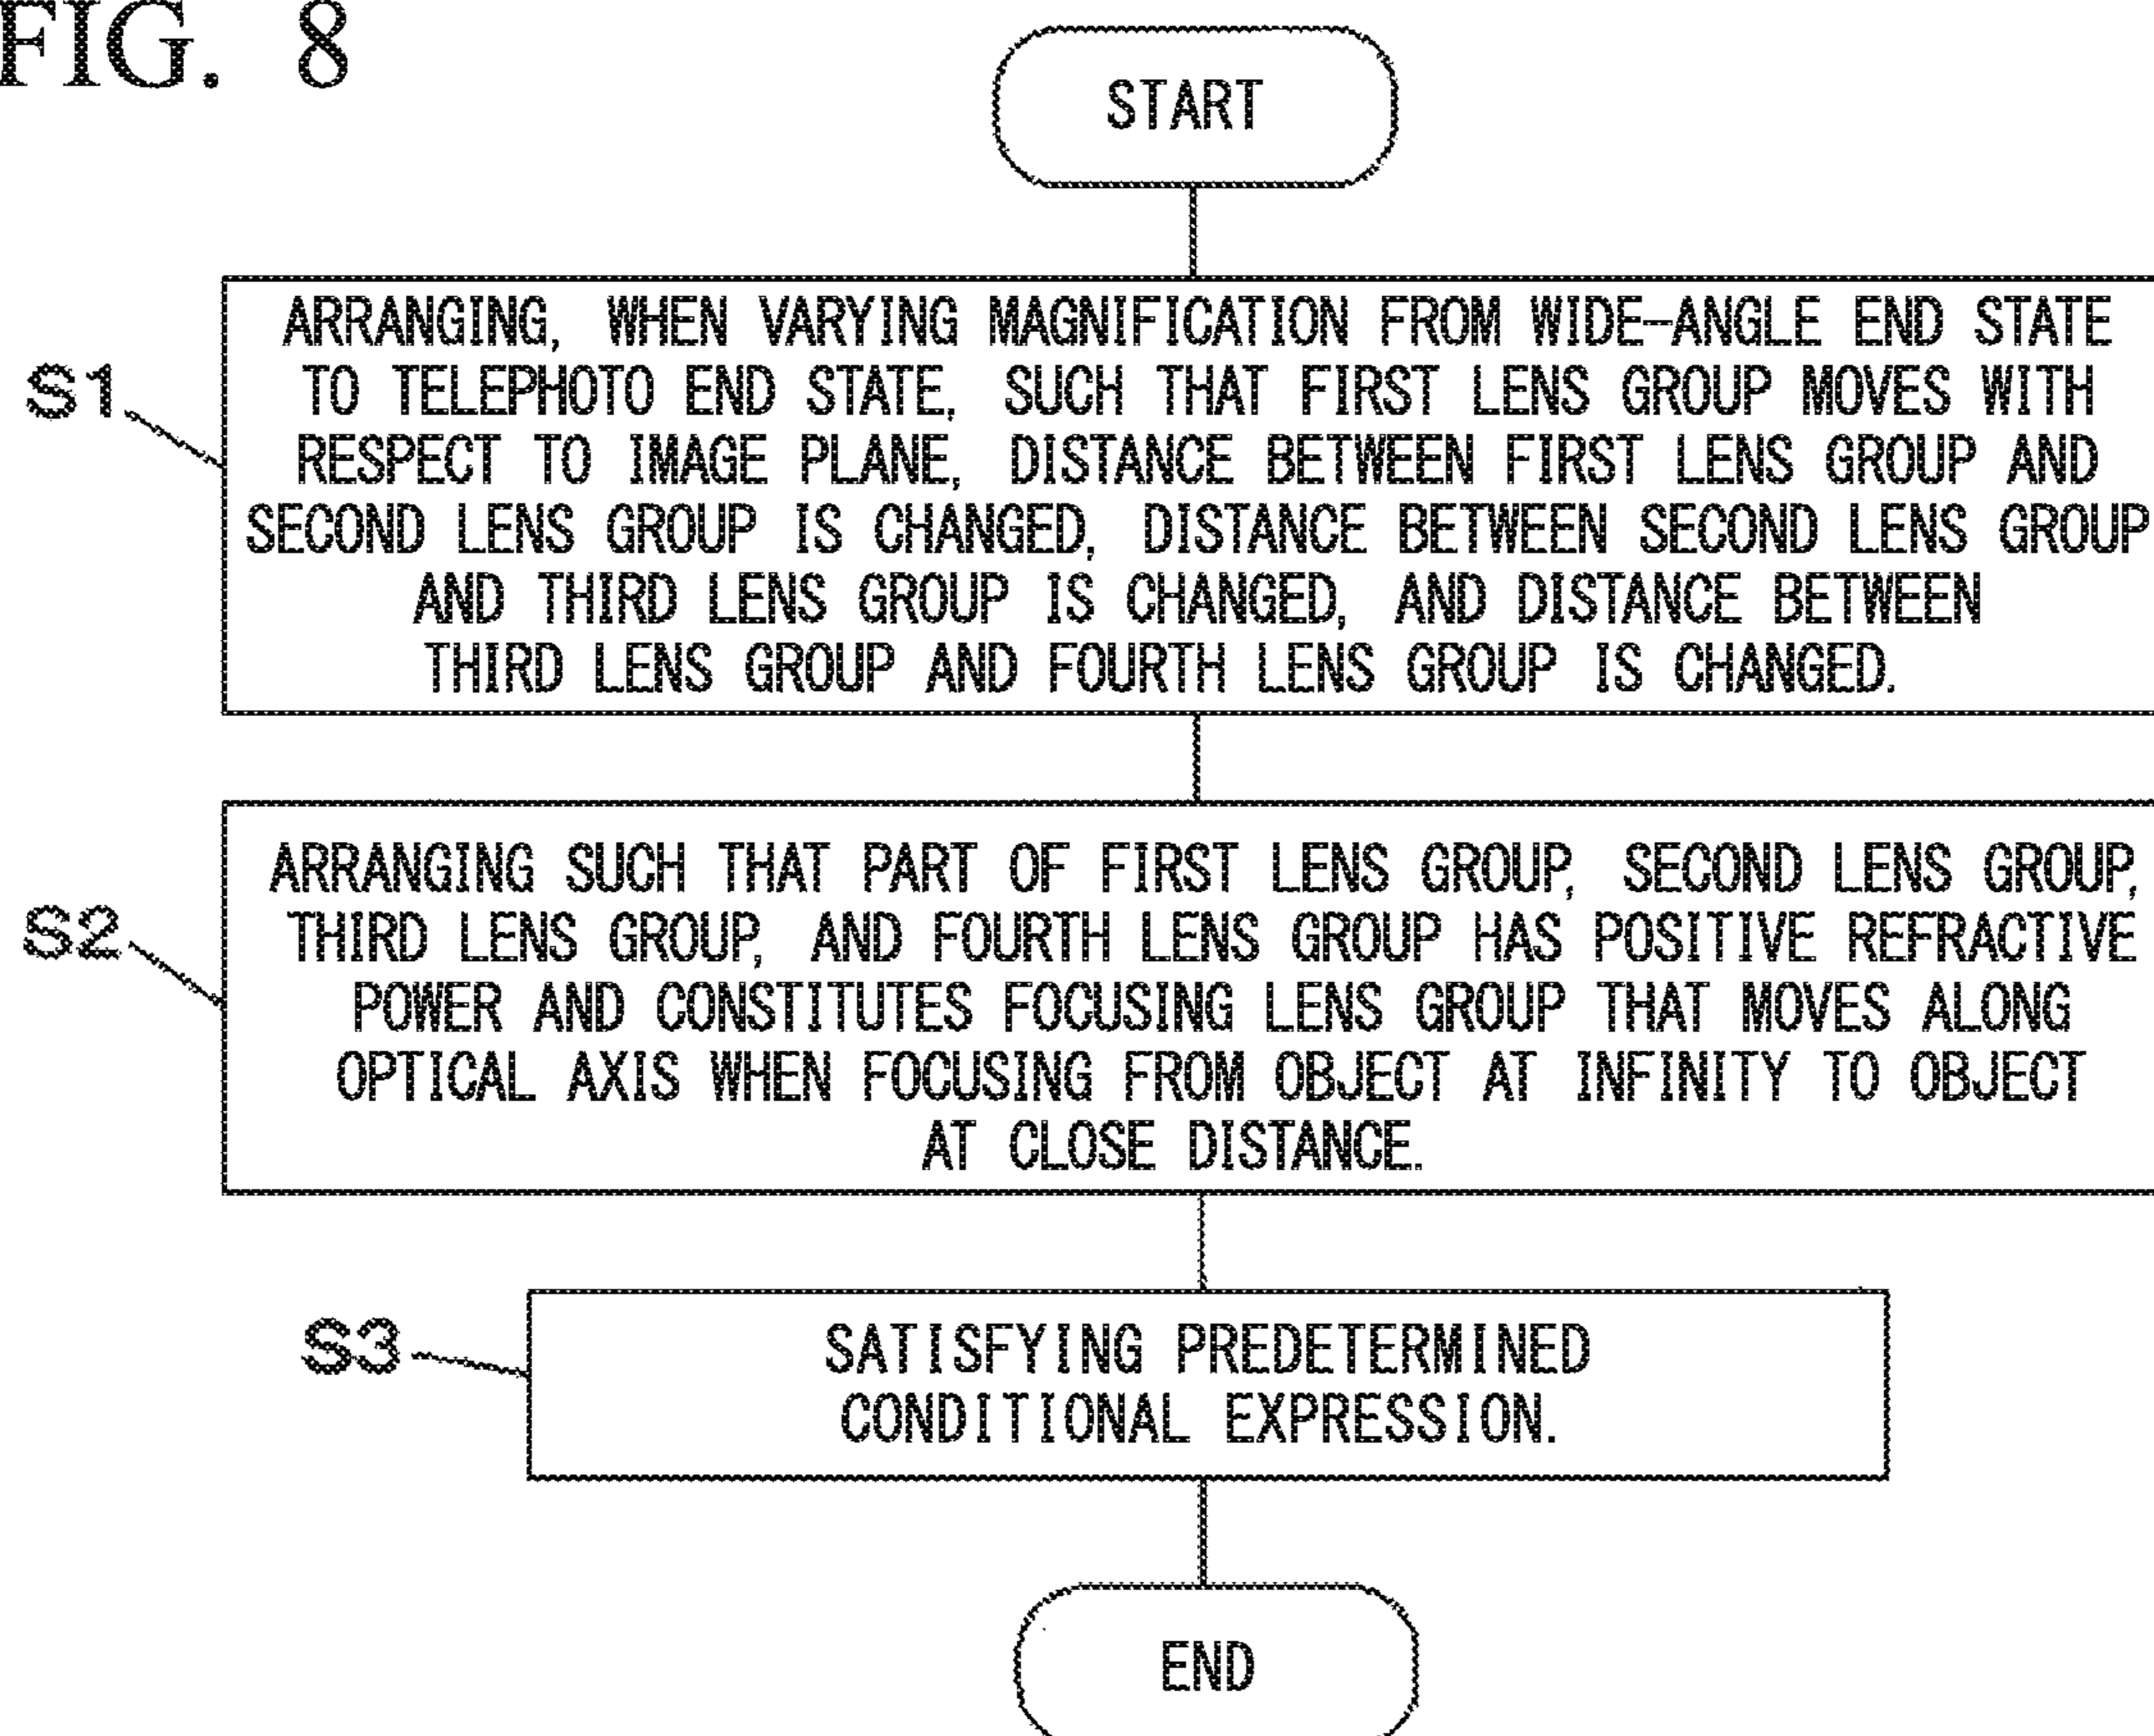 FIG. 8
START
S1
ARRANGING, WHEN VARYING MAGNIFICATION FROM WIDE-ANGLE END STATE
TO TELEPHOTO END STATE, SUCH THAT FIRST LENS GROUP MOVES WITH
RESPECT TO IMAGE PLANE, DISTANCE BETWEEN FIRST LENS GROUP AND
SECOND LENS GROUP IS CHANGED, DISTANCE BETWEEN SECOND LENS GROUP
AND THIRD LENS GROUP IS CHANGED, AND DISTANCE BETWEEN
THIRD LENS GROUP AND FOURTH LENS GROUP IS CHANGED.
S2
ARRANGING SUCH THAT PART OF FIRST LENS GROUP, SECOND LENS GROUP,
THIRD LENS GROUP, AND FOURTH LENS GROUP HAS POSITIVE REFRACTIVE
POWER AND CONSTITUTES FOCUSING LENS GROUP THAT MOVES ALONG
OPTICAL AXIS WHEN FOCUSING FROM OBJECT AT INFINITY TO OBJECT
AT CLOSE DISTANCE.
S3
SATISFYING PREDETERMINED
CONDITIONAL EXPRESSION.
END